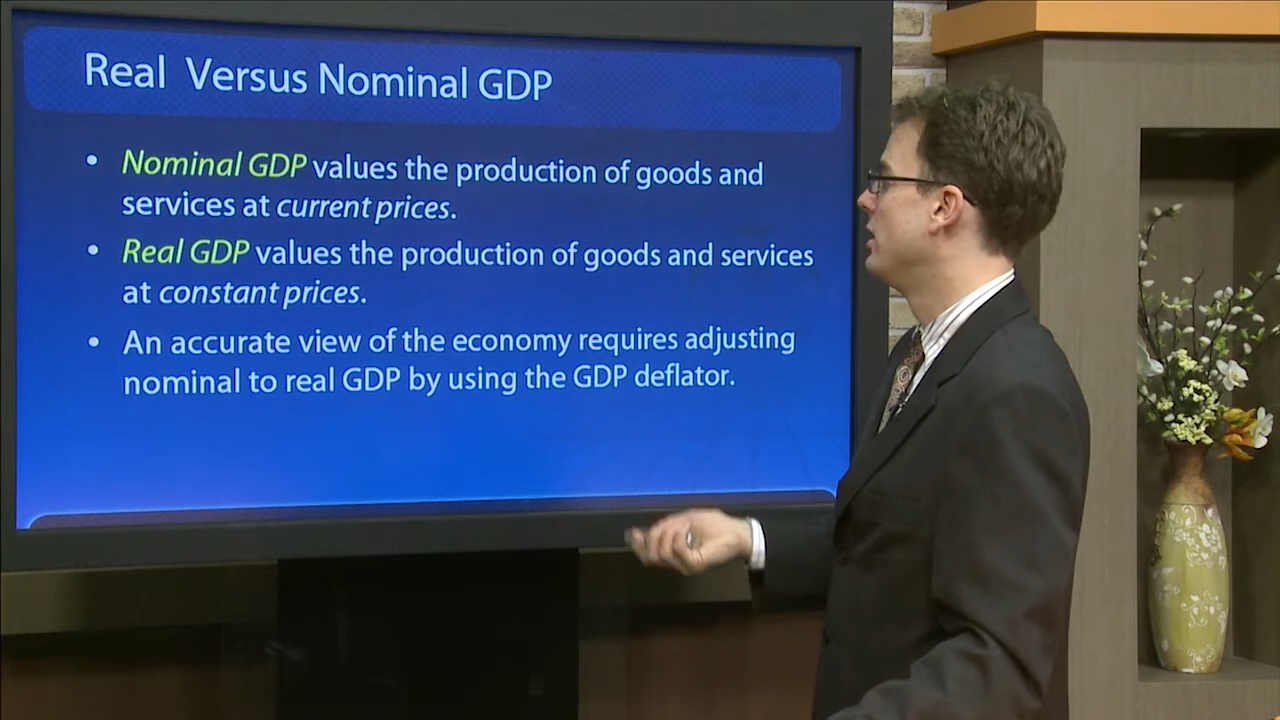 Real Versus Nominal GDP
• Nominal GDP values the production of goods and
services at current prices.
• Real GDP values the production of goods and services
at constant prices.
• An accurate view of the economy requires adjusting
nominal to real GDP by using the GDP deflator.